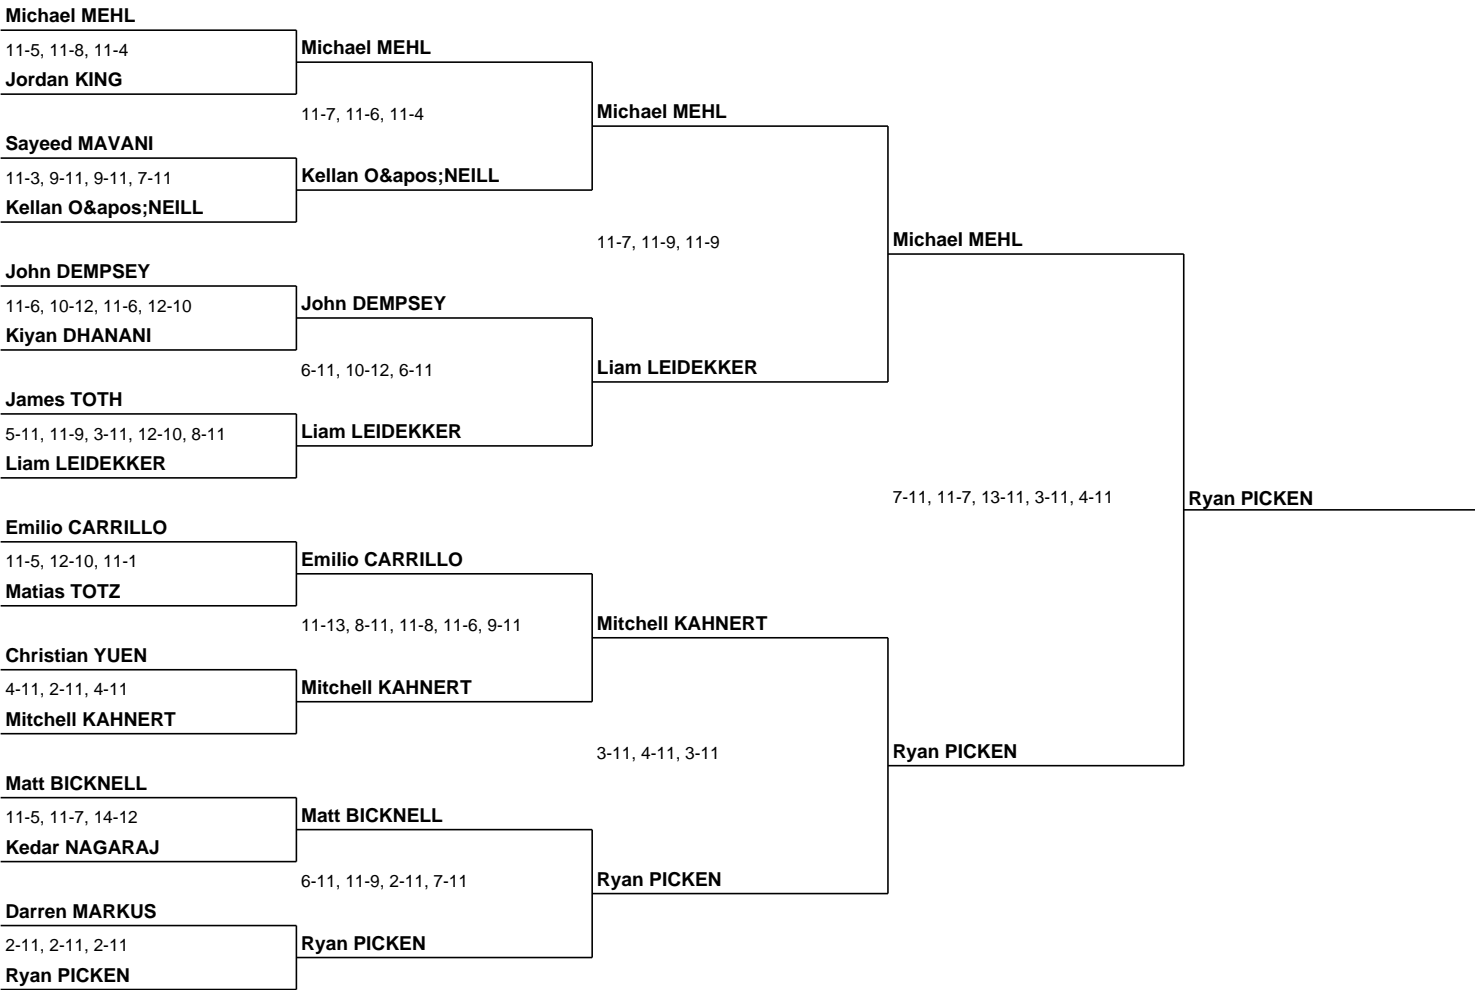 Michael MEHL
11-5, 11-8, 11-4
Jordan KING
Sayeed MAVANI
11-3, 9-11, 9-11, 7-11
Kellan O&apos;NEILL
John DEMPSEY
11-6, 10-12, 11-6, 12-10
Kiyan DHANANI
James TOTH
5-11, 11-9, 3-11, 12-10, 8-11
Liam LEIDEKKER
Emilio CARRILLO
11-5, 12-10, 11-1
Matias TOTZ
Christian YUEN
4-11, 2-11, 4-11
Mitchell KAHNERT
Matt BICKNELL
11-5, 11-7, 14-12
Kedar NAGARAJ
Darren MARKUS
2-11, 2-11, 2-11
Ryan PICKEN
Michael MEHL
11-7, 11-6, 11-4
Kellan O&apos;NEILL
John DEMPSEY
6-11, 10-12, 6-11
Liam LEIDEKKER
Emilio CARRILLO
11-13, 8-11, 11-8, 11-6, 9-11
Mitchell KAHNERT
Matt BICKNELL
6-11, 11-9, 2-11, 7-11
Ryan PICKEN
Michael MEHL
11-7, 11-9, 11-9
Liam LEIDEKKER
Mitchell KAHNERT
3-11, 4-11, 3-11
Ryan PICKEN
Michael MEHL
7-11, 11-7, 13-11, 3-11, 4-11
Ryan PICKEN
Ryan PICKEN